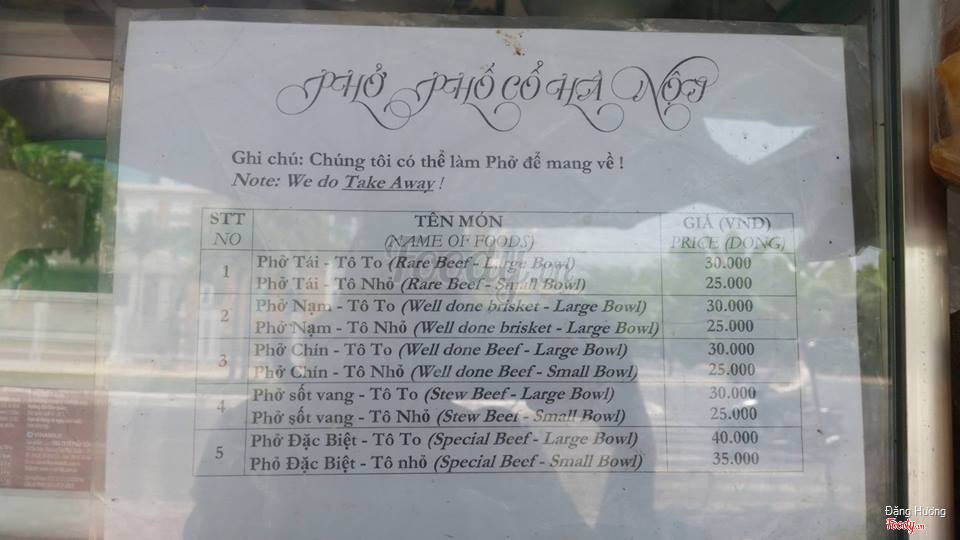 PHỞ PHỐ CỔ HÀ NỘI
Ghi chú: Chúng tôi có thể làm Phở để mang về !
Note: We do Take Away !
STT TÊN MÓN GIÁ (VND)
NO (NAME OF FOODS) PRICE (DONG)
1 Phở Tái - Tô To (Rare Beef - Large Bowl) 30.000
Phở Tái - Tô Nhỏ (Rare Beef - Small Bowl) 25.000
2 Phở Nạm - Tô To (Well done brisket - Large Bowl) 30.000
Phở Nạm - Tô Nhỏ (Well done brisket - Large Bowl) 25.000
3 Phở Chín - Tô To (Well done Beef - Large Bowl) 30.000
Phở Chín - Tô Nhỏ (Well done Beef - Small Bowl) 25.000
4 Phở sốt vang - Tô To (Stew Beef - Large Bowl) 30.000
Phở sốt vang - Tô Nhỏ (Stew Beef - Small Bowl) 25.000
5 Phở Đặc Biệt - Tô To (Special Beef - Large Bowl) 40.000
Phỏ Đặc Biệt - Tô nhỏ (Special Beef - Small Bowl) 35.000
Foody.vn
VINAMILK
Đặng Hương
Foody.vn